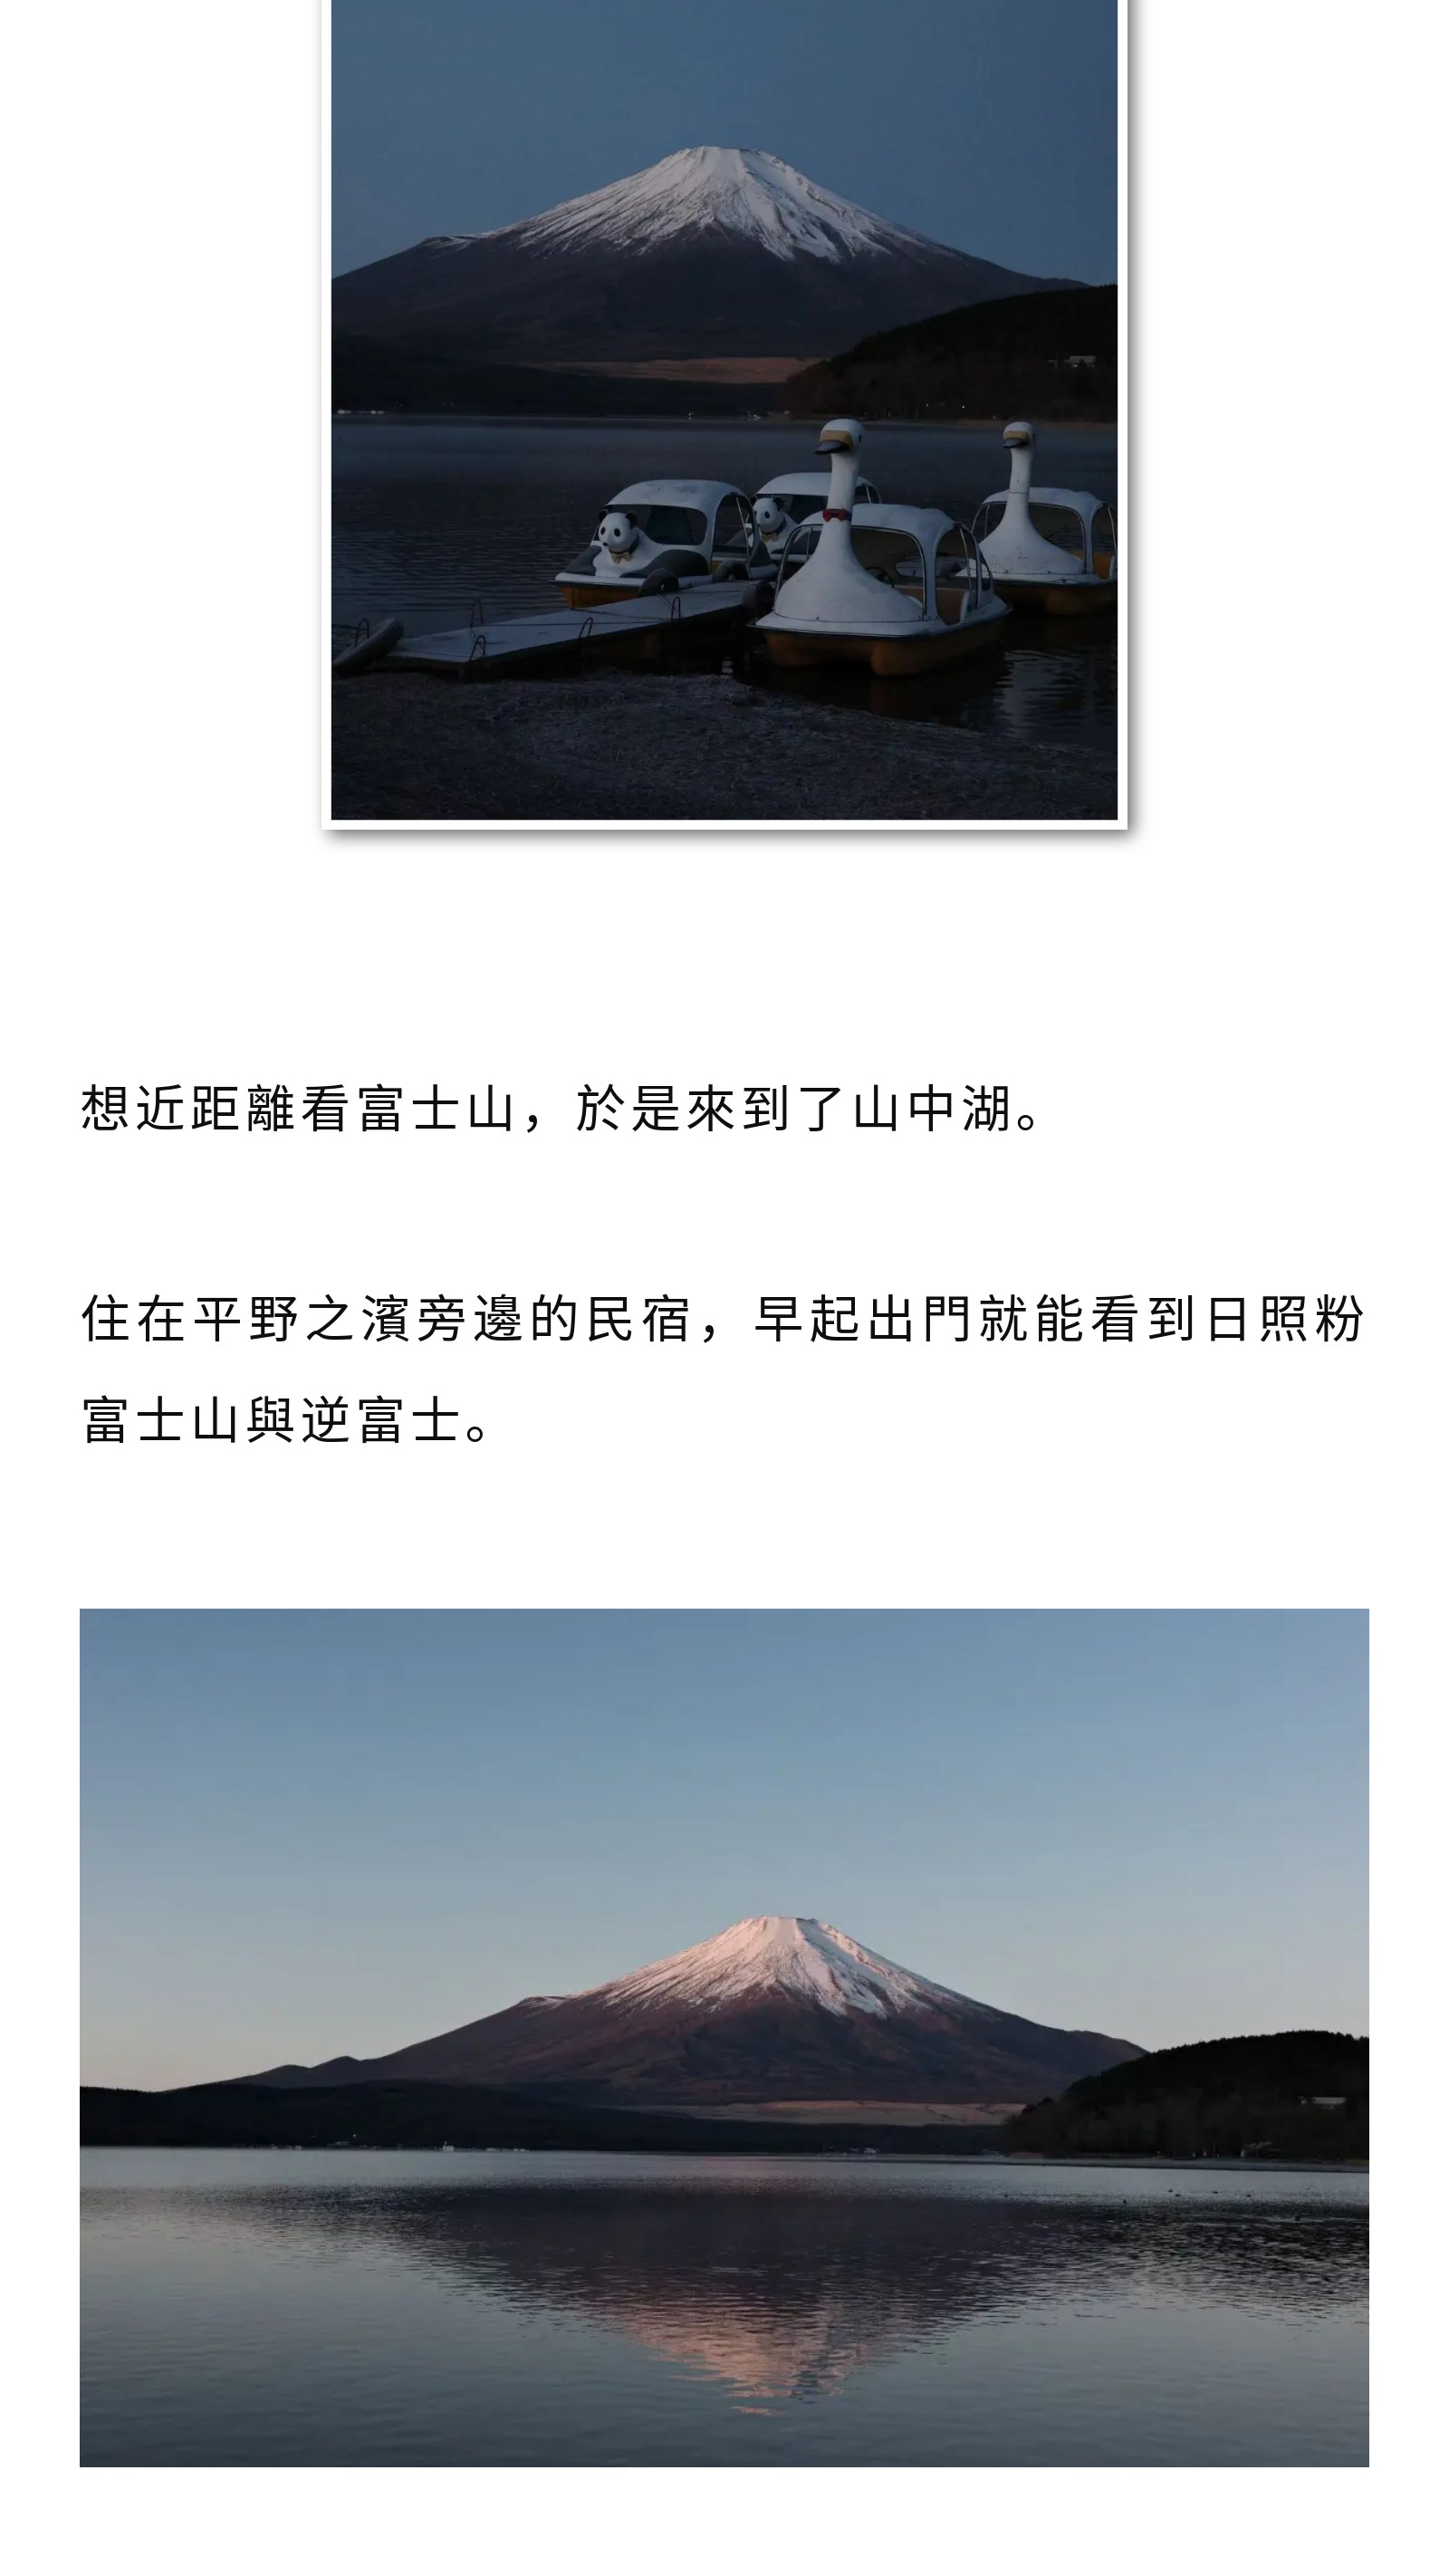 想近距離看富士山，於是來到了山中湖。
住在平野之濱旁邊的民宿，早起出門就能看到日照粉
富士山與逆富士。